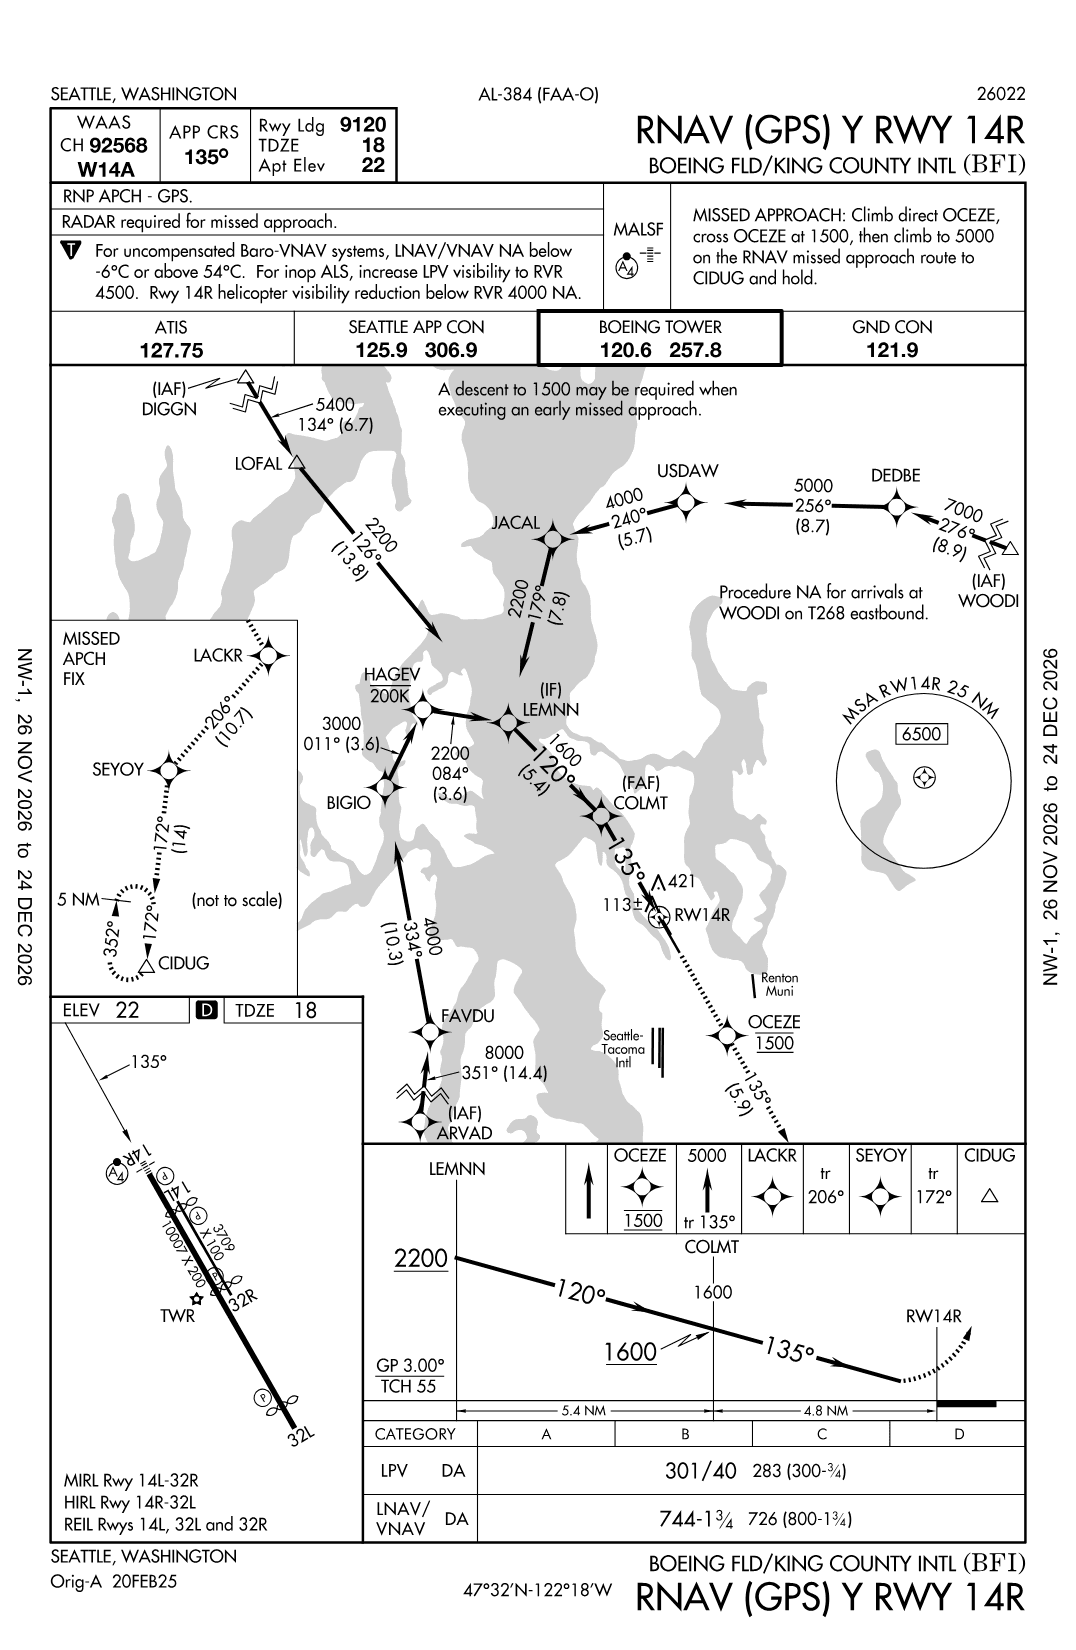 SEATTLE, WASHINGTON
AL-384 (FAA-O)
26022
WAAS
CH 92568
W14A
APP CRS
135°
Rwy Ldg 9120
TDZE 18
Apt Elev 22
RNAV (GPS) Y RWY 14R
BOEING FLD/KING COUNTY INTL (BFI)
RNP APCH - GPS.
RADAR required for missed approach.
T
For uncompensated Baro-VNAV systems, LNAV/VNAV NA below
-6°C or above 54°C. For inop ALS, increase LPV visibility to RVR
4500. Rwy 14R helicopter visibility reduction below RVR 4000 NA.
MALSF
A4
MISSED APPROACH: Climb direct OCEZE,
cross OCEZE at 1500, then climb to 5000
on the RNAV missed approach route to
CIDUG and hold.
ATIS
127.75
SEATTLE APP CON
125.9 306.9
BOEING TOWER
120.6 257.8
GND CON
121.9
(IAF)
DIGGN
5400
134° (6.7)
LOFAL
2200
126°
(13.8)
A descent to 1500 may be required when
executing an early missed approach.
USDAW
DEDBE
JACAL
4000
240°
(5.7)
5000
256°
(8.7)
7000
276°
(8.9)
(IAF)
WOODI
2200
179°
(7.8)
Procedure NA for arrivals at
WOODI on T268 eastbound.
MISSED
APCH
FIX
LACKR
206°
(10.7)
SEYOY
172°
(14)
5 NM
352°
172°
(not to scale)
CIDUG
HAGEV
200K
(IF)
LEMNN
3000
011° (3.6)
BIGIO
2200
084°
(3.6)
1600
120°
(5.4)
(FAF)
COLMT
135°
421
113±
RW14R
MSA RW14R 25 NM
6500
4000
334°
(10.3)
FAVDU
8000
351° (14.4)
(IAF)
ARVAD
Renton
Muni
Seattle-
Tacoma
Intl
OCEZE
1500
135°
(5.9)
NW-1, 26 NOV 2026 to 24 DEC 2026
NW-1, 26 NOV 2026 to 24 DEC 2026
ELEV 22
D
TDZE 18
135°
14R
A4
P
14L
A
3709 X 100
10007 X 200
A
32R
TWR
P
32L
MIRL Rwy 14L-32R
HIRL Rwy 14R-32L
REIL Rwys 14L, 32L and 32R
OCEZE
1500
5000
tr 135°
LACKR
tr
206°
SEYOY
tr
172°
CIDUG
LEMNN
2200
120°
COLMT
1600
1600
135°
RW14R
GP 3.00°
TCH 55
5.4 NM
4.8 NM
CATEGORY A B C D
LPV DA 301/40 283 (300-¾)
LNAV/
VNAV DA 744-1¾ 726 (800-1¾)
SEATTLE, WASHINGTON
Orig-A 20FEB25
47°32'N-122°18'W
BOEING FLD/KING COUNTY INTL (BFI)
RNAV (GPS) Y RWY 14R